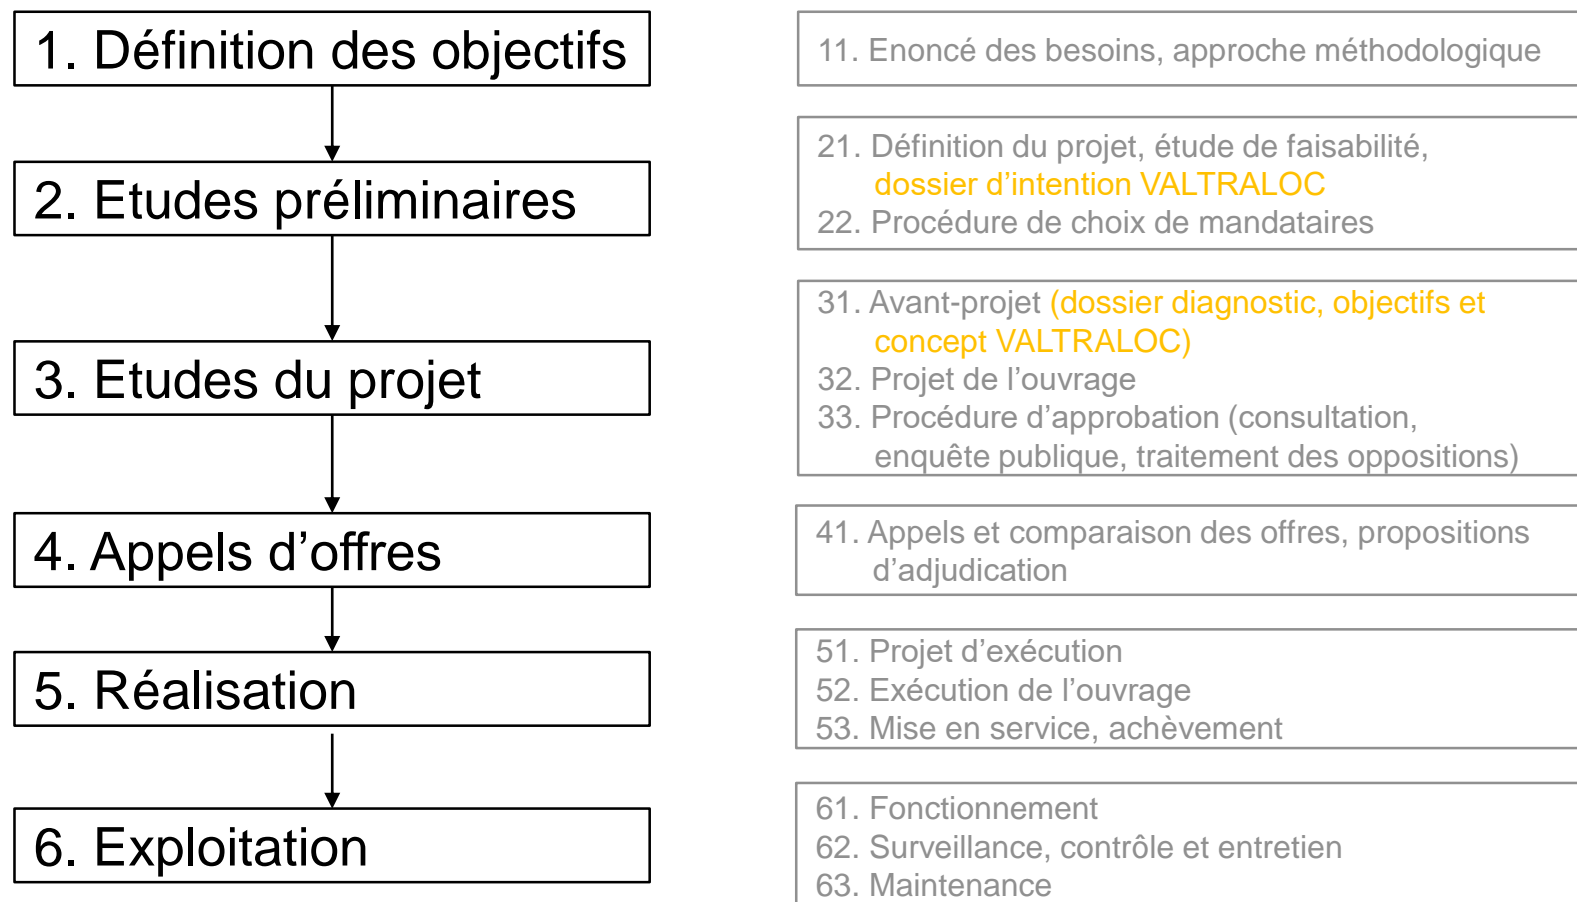 1. Définition des objectifs
11. Enoncé des besoins, approche méthodologique
2. Etudes préliminaires
21. Définition du projet, étude de faisabilité,
dossier d’intention VALTRALOC
22. Procédure de choix de mandataires
3. Etudes du projet
31. Avant-projet (dossier diagnostic, objectifs et
concept VALTRALOC)
32. Projet de l’ouvrage
33. Procédure d’approbation (consultation,
enquête publique, traitement des oppositions)
4. Appels d’offres
41. Appels et comparaison des offres, propositions
d’adjudication
5. Réalisation
51. Projet d’exécution
52. Exécution de l’ouvrage
53. Mise en service, achèvement
6. Exploitation
61. Fonctionnement
62. Surveillance, contrôle et entretien
63. Maintenance